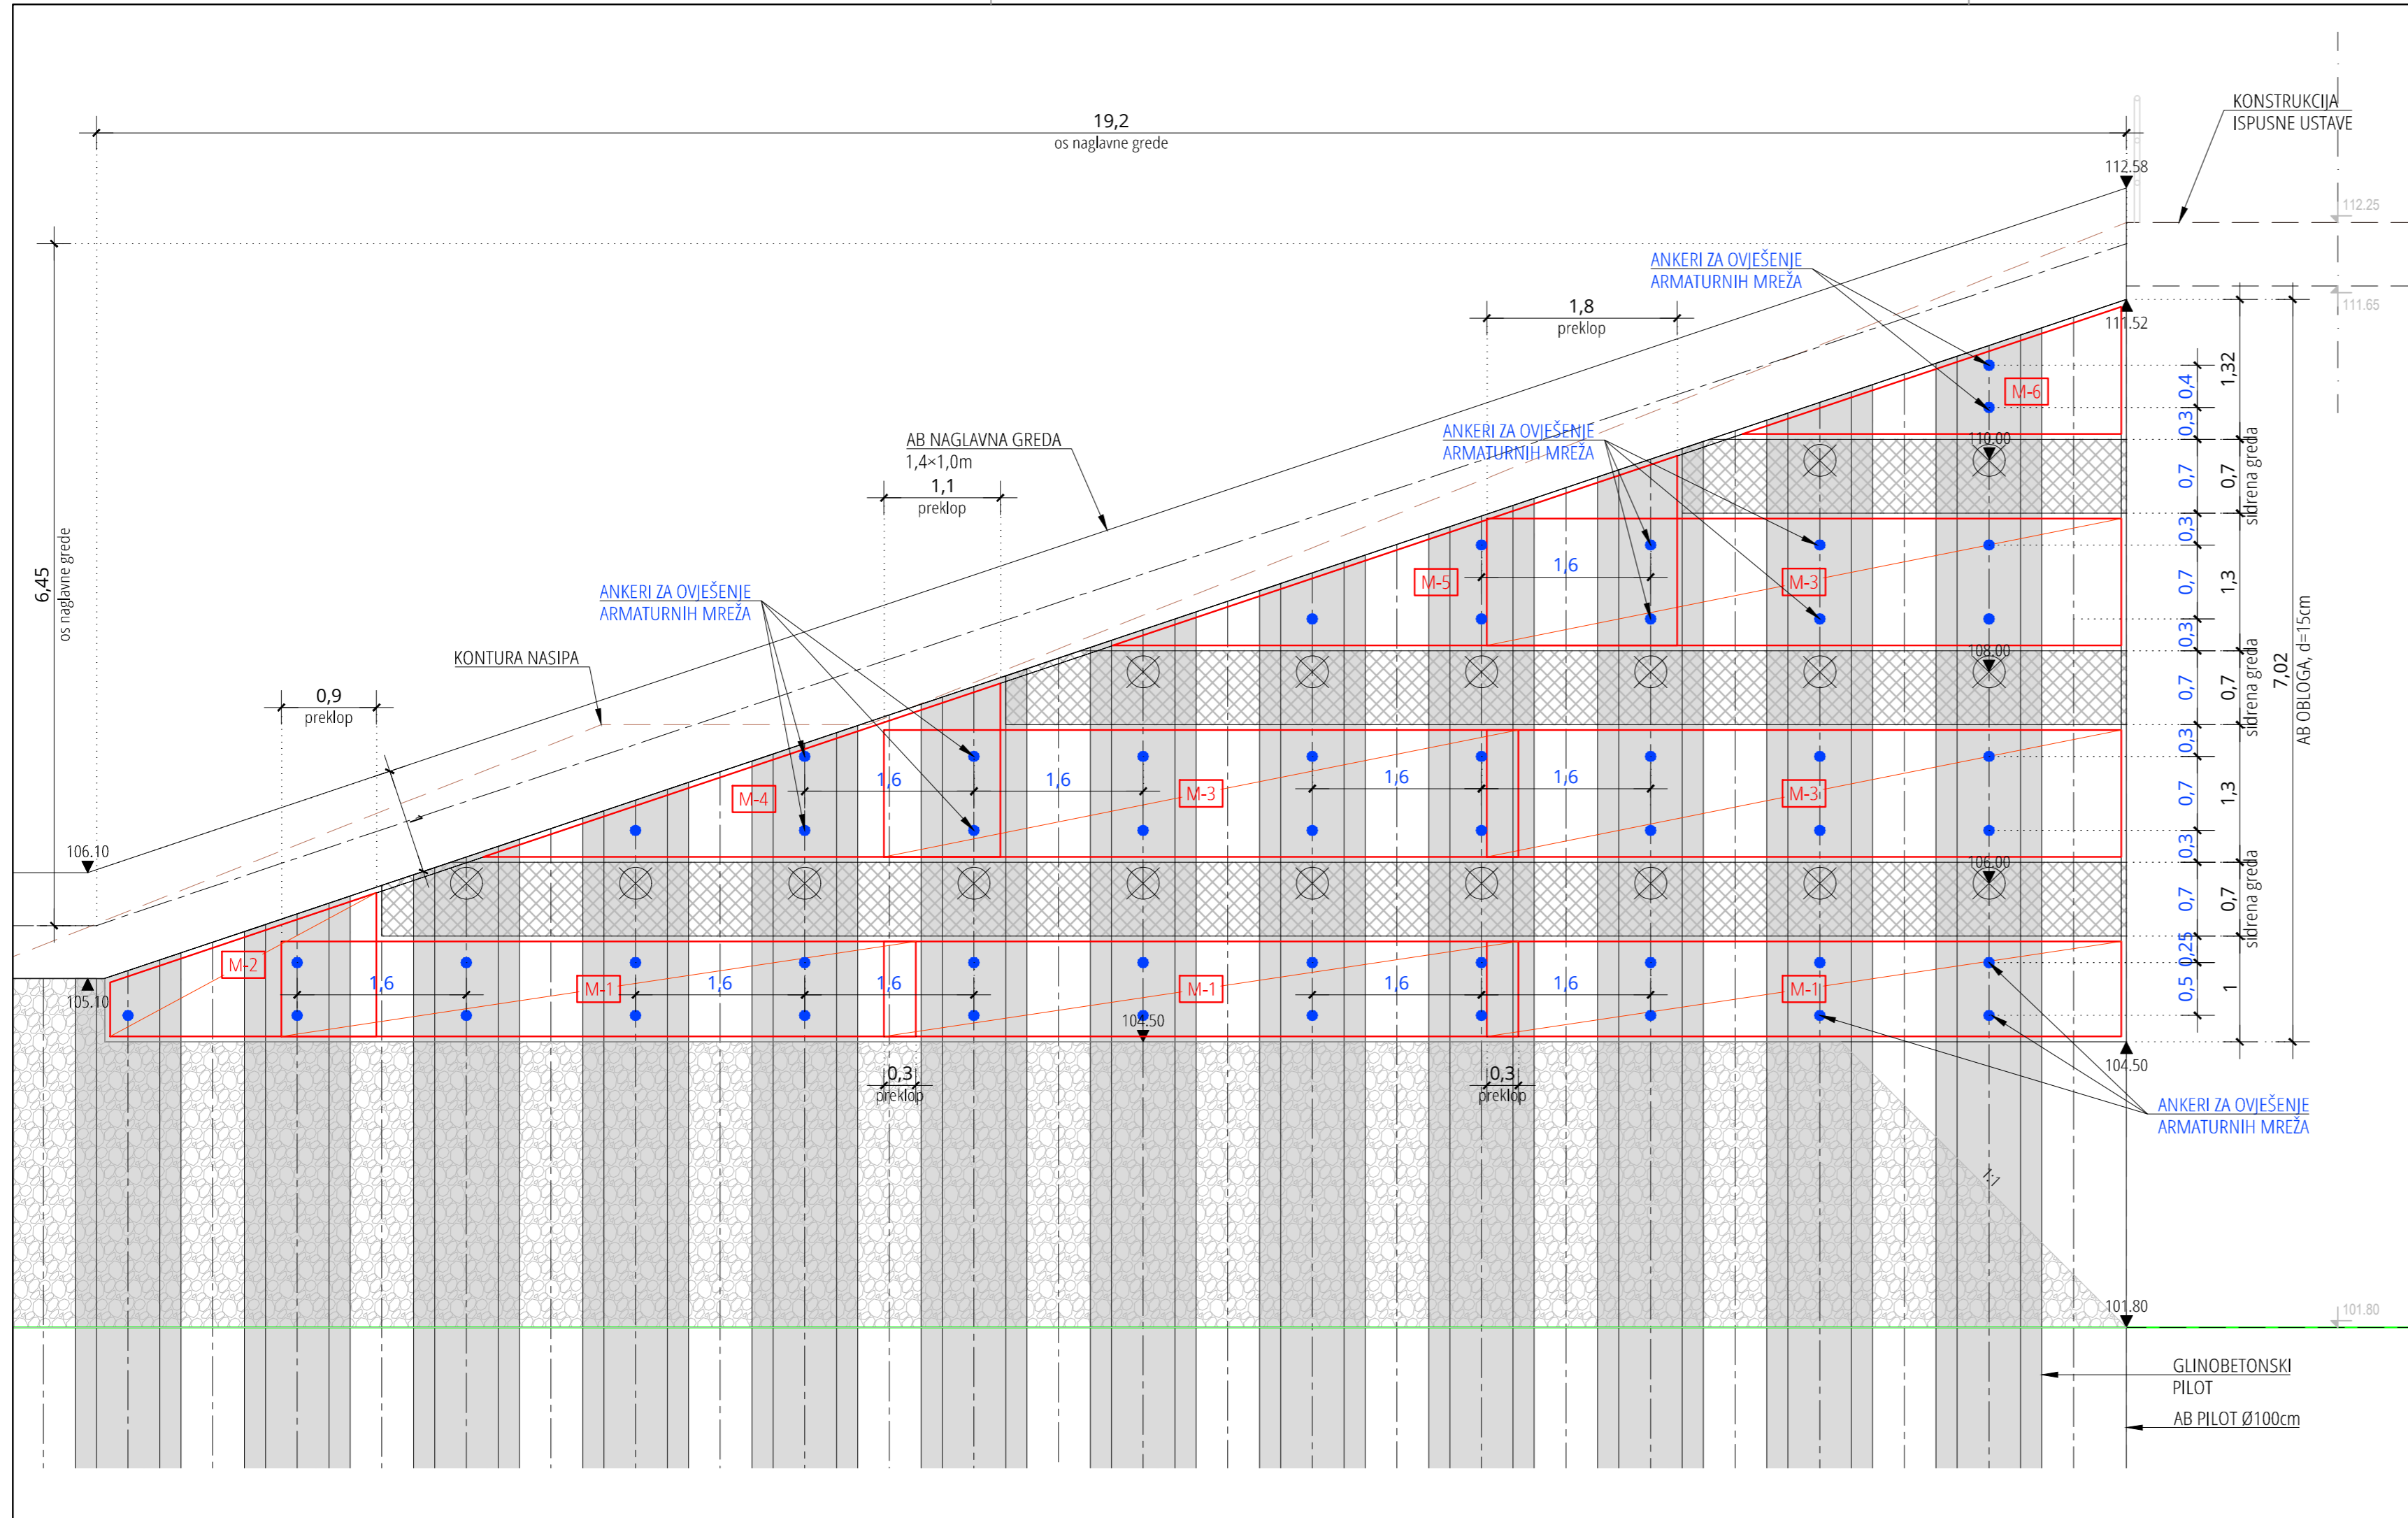 19,2
os naglavne grede
KONSTRUKCIJA
ISPUSNE USTAVE
112.58
112.25
111.65
111.52
ANKERI ZA OVJEŠENJE
ARMATURNIH MREŽA
1,8
preklop
M-6
1,32
0,4
0,3
ANKERI ZA OVJEŠENJE
ARMATURNIH MREŽA
110.00
AB NAGLAVNA GREDA
1,4×1,0m
1,1
preklop
0,7
0,7
sidrena greda
6,45
os naglavne grede
ANKERI ZA OVJEŠENJE
ARMATURNIH MREŽA
1,6
M-5
M-3
0,3
0,7
1,3
0,3
KONTURA NASIPA
108.00
0,7
0,7
sidrena greda
7,02
AB OBLOGA, d=15cm
0,9
preklop
M-4
1,6
1,6
M-3
1,6
1,6
M-3
0,3
0,7
1,3
0,3
106.10
106.00
0,7
0,7
sidrena greda
M-2
1,6
M-1
1,6
1,6
M-1
1,6
1,6
M-1
0,25
0,5
1
105.10
104.50
104.50
0,3
preklop
0,3
preklop
ANKERI ZA OVJEŠENJE
ARMATURNIH MREŽA
1:1
101.80
101.80
GLINOBETONSKI
PILOT
AB PILOT Ø100cm